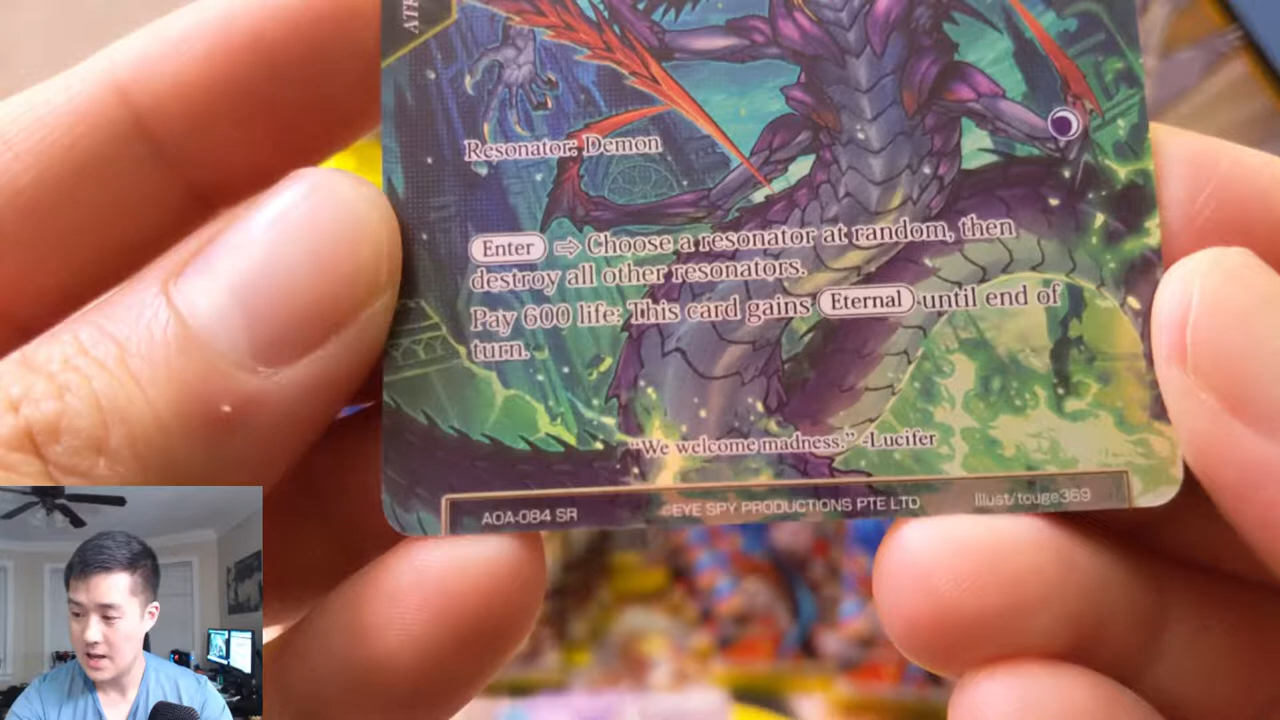 ATK
Resonator: Demon
Enter ⇨ Choose a resonator at random, then
destroy all other resonators.
Pay 600 life: This card gains Eternal until end of
turn.
"We welcome madness." -Lucifer
AOA-084 SR ©EYE SPY PRODUCTIONS PTE LTD Illust/touge369